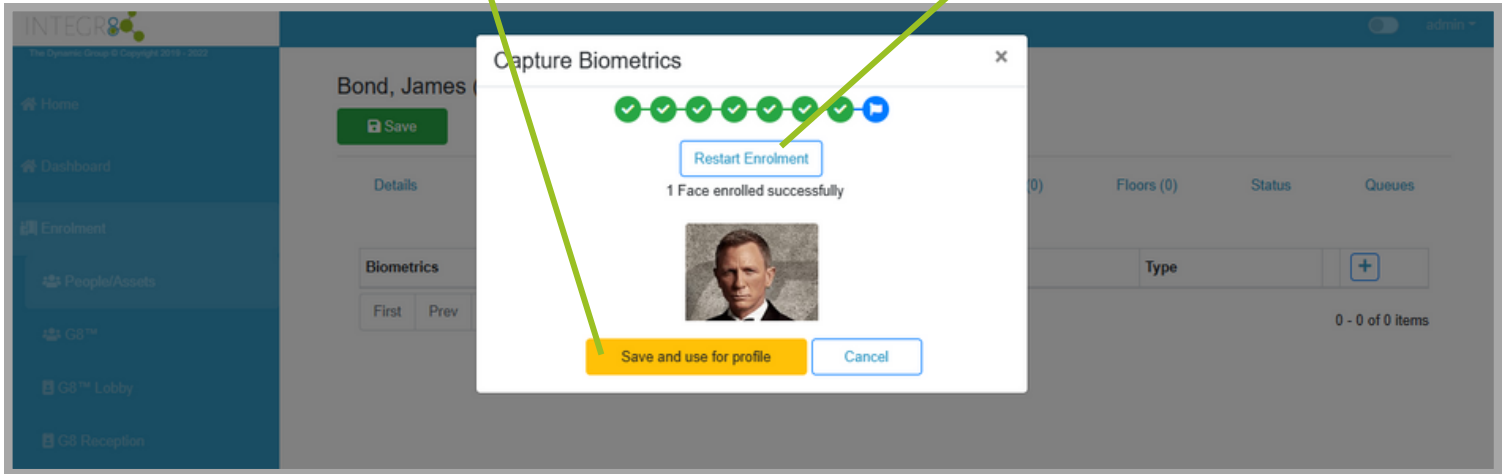 INTEGR8
The Dynamic Group © Copyright 2019 - 2022
admin
Home
Dashboard
Enrolment
People/Assets
G8™
G8™ Lobby
G8 Reception
Bond, James (
Save
Details
(0)
Floors (0)
Status
Queues
Biometrics
Type
+
First Prev
0 - 0 of 0 items
Capture Biometrics
×
Restart Enrolment
1 Face enrolled successfully
Save and use for profile
Cancel